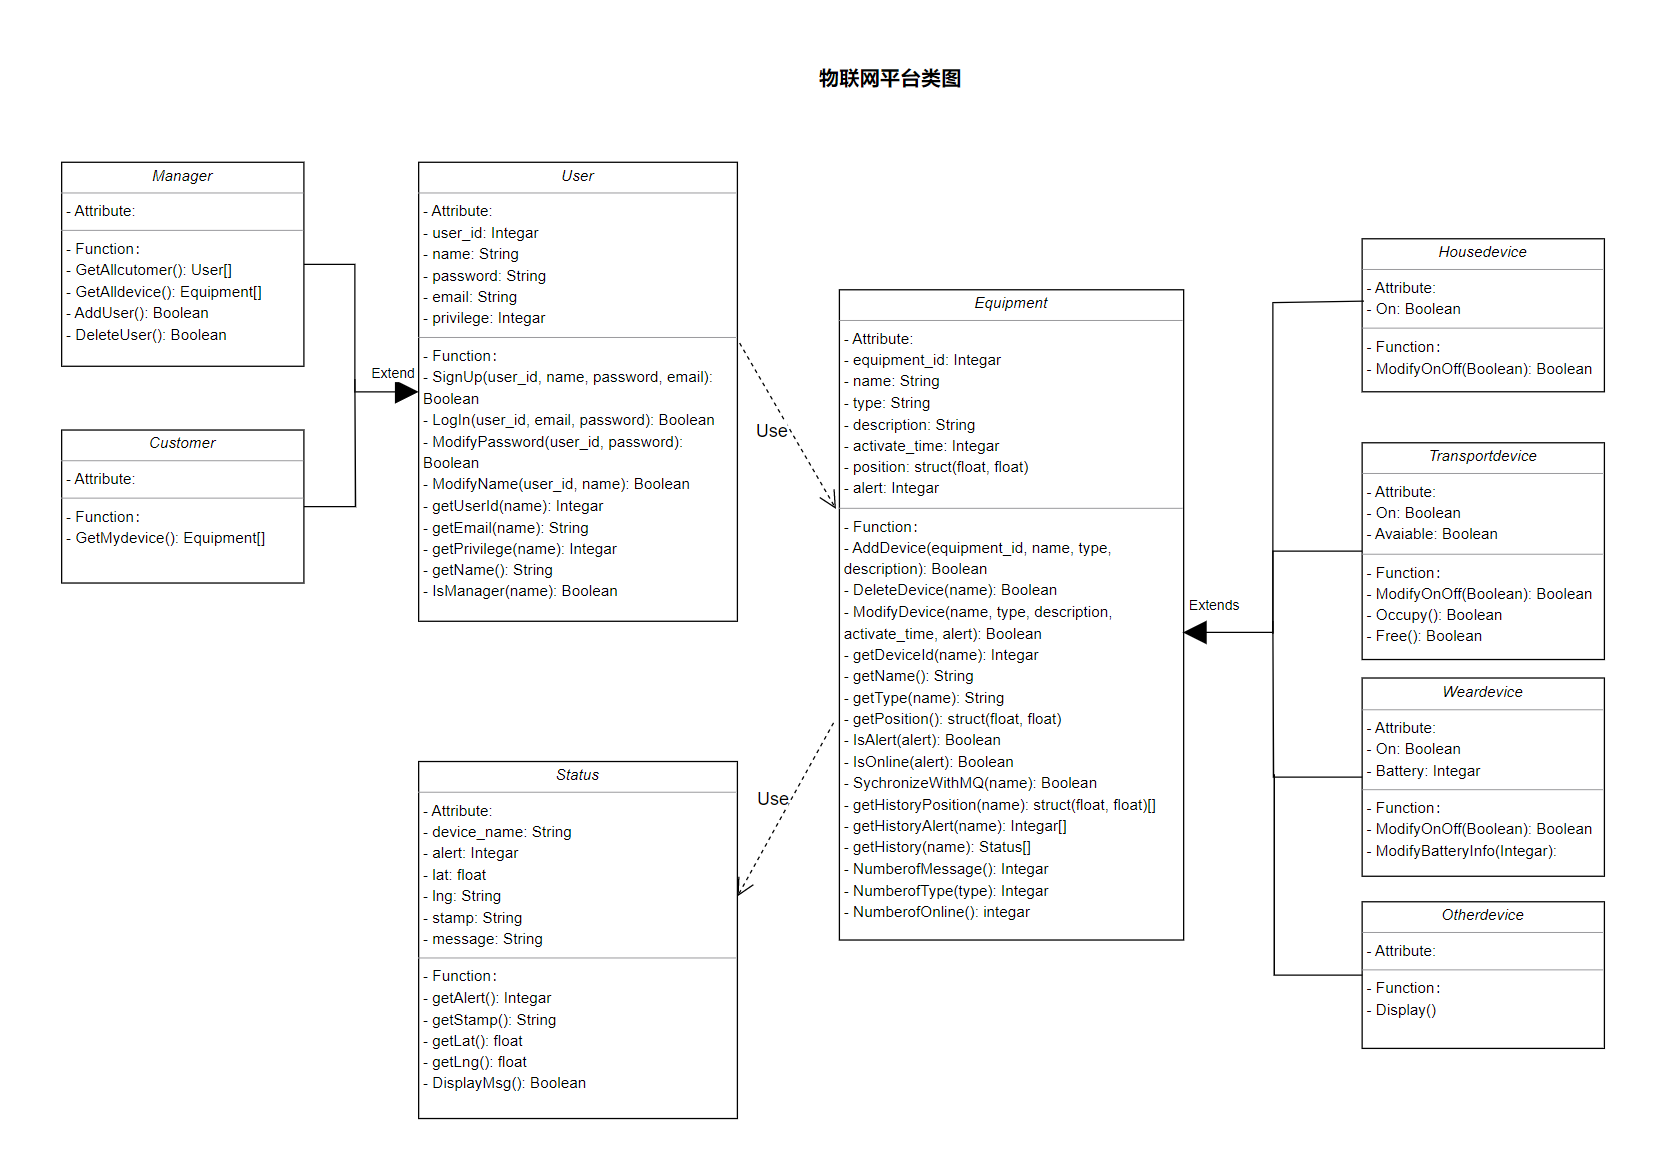 物联网平台类图
Manager
- Attribute:
- Function:
- GetAllcutomer(): User[]
- GetAlldevice(): Equipment[]
- AddUser(): Boolean
- DeleteUser(): Boolean
Customer
- Attribute:
- Function:
- GetMydevice(): Equipment[]
Extend
User
- Attribute:
- user_id: Integar
- name: String
- password: String
- email: String
- privilege: Integar
- Function:
- SignUp(user_id, name, password, email):
Boolean
- LogIn(user_id, email, password): Boolean
- ModifyPassword(user_id, password):
Boolean
- ModifyName(user_id, name): Boolean
- getUserId(name): Integar
- getEmail(name): String
- getPrivilege(name): Integar
- getName(): String
- IsManager(name): Boolean
Use
Status
- Attribute:
- device_name: String
- alert: Integar
- lat: float
- lng: String
- stamp: String
- message: String
- Function:
- getAlert(): Integar
- getStamp(): String
- getLat(): float
- getLng(): float
- DisplayMsg(): Boolean
Use
Equipment
- Attribute:
- equipment_id: Integar
- name: String
- type: String
- description: String
- activate_time: Integar
- position: struct(float, float)
- alert: Integar
- Function:
- AddDevice(equipment_id, name, type,
description): Boolean
- DeleteDevice(name): Boolean
- ModifyDevice(name, type, description,
activate_time, alert): Boolean
- getDeviceId(name): Integar
- getName(): String
- getType(name): String
- getPosition(): struct(float, float)
- IsAlert(alert): Boolean
- IsOnline(alert): Boolean
- SychronizeWithMQ(name): Boolean
- getHistoryPosition(name): struct(float, float)[]
- getHistoryAlert(name): Integar[]
- getHistory(name): Status[]
- NumberofMessage(): Integar
- NumberofType(type): Integar
- NumberofOnline(): integar
Extends
Housedevice
- Attribute:
- On: Boolean
- Function:
- ModifyOnOff(Boolean): Boolean
Transportdevice
- Attribute:
- On: Boolean
- Avaiable: Boolean
- Function:
- ModifyOnOff(Boolean): Boolean
- Occupy(): Boolean
- Free(): Boolean
Weardevice
- Attribute:
- On: Boolean
- Battery: Integar
- Function:
- ModifyOnOff(Boolean): Boolean
- ModifyBatteryInfo(Integar):
Otherdevice
- Attribute:
- Function:
- Display()